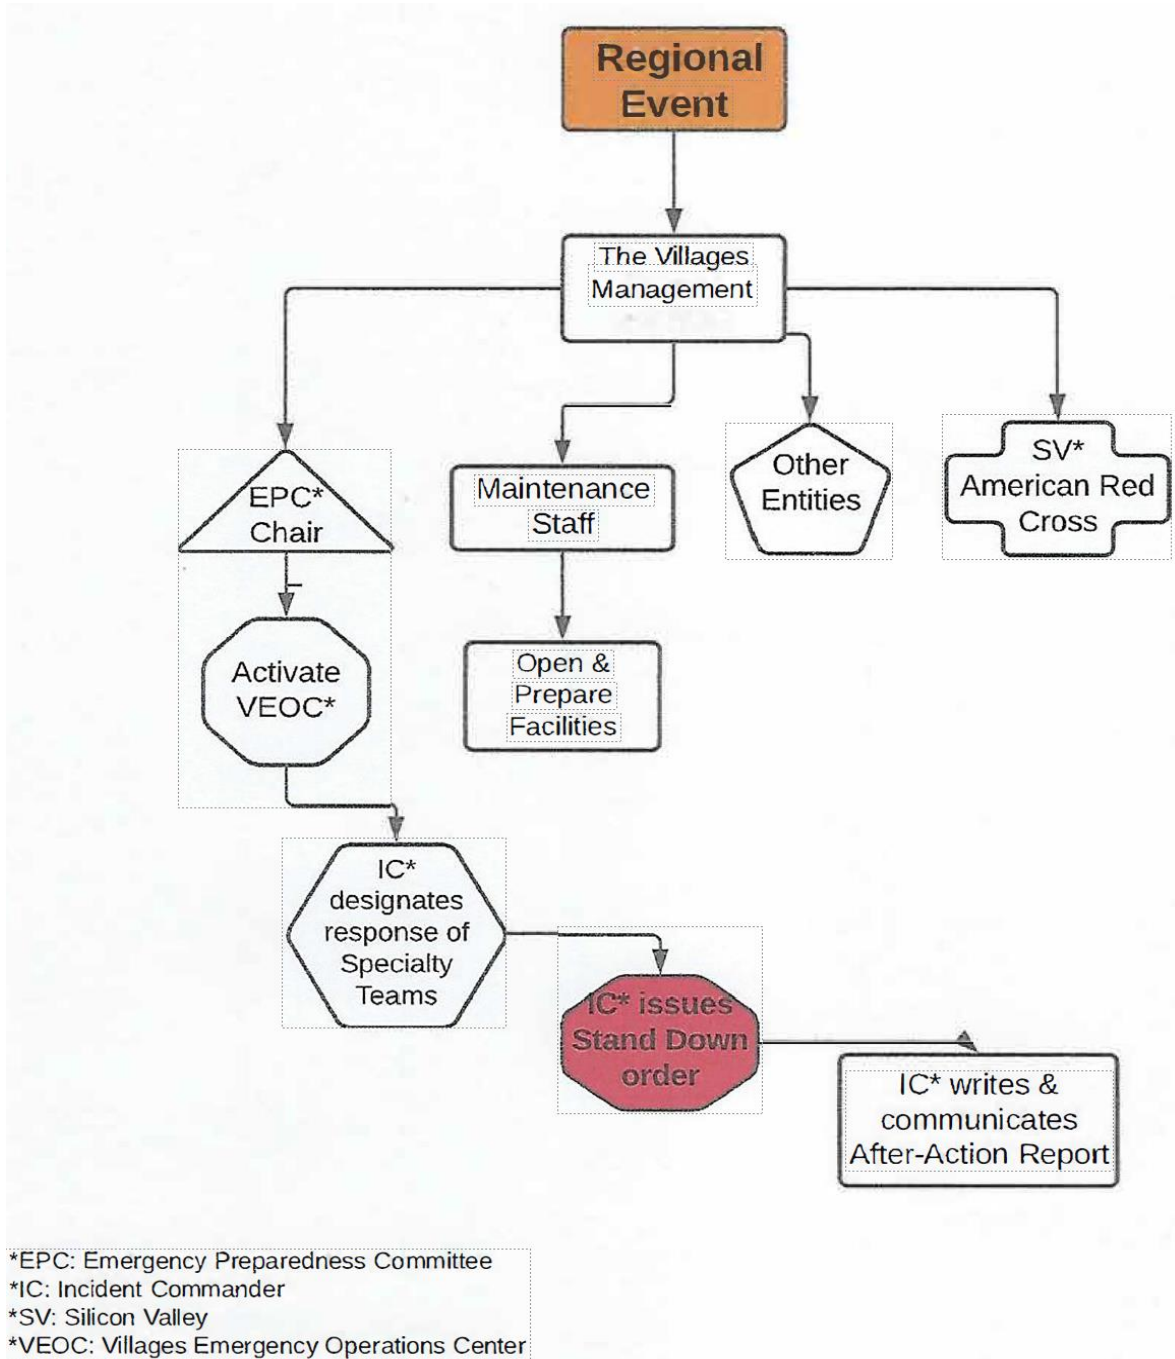 Regional
Event
The Villages
Management
EPC*
Chair
Maintenance
Staff
Other
Entities
SV*
American Red
Cross
Activate
VEOC*
Open &
Prepare
Facilities
IC*
designates
response of
Specialty
Teams
IC* issues
Stand Down
order
IC* writes &
communicates
After-Action Report
*EPC: Emergency Preparedness Committee
*IC: Incident Commander
*SV: Silicon Valley
*VEOC: Villages Emergency Operations Center